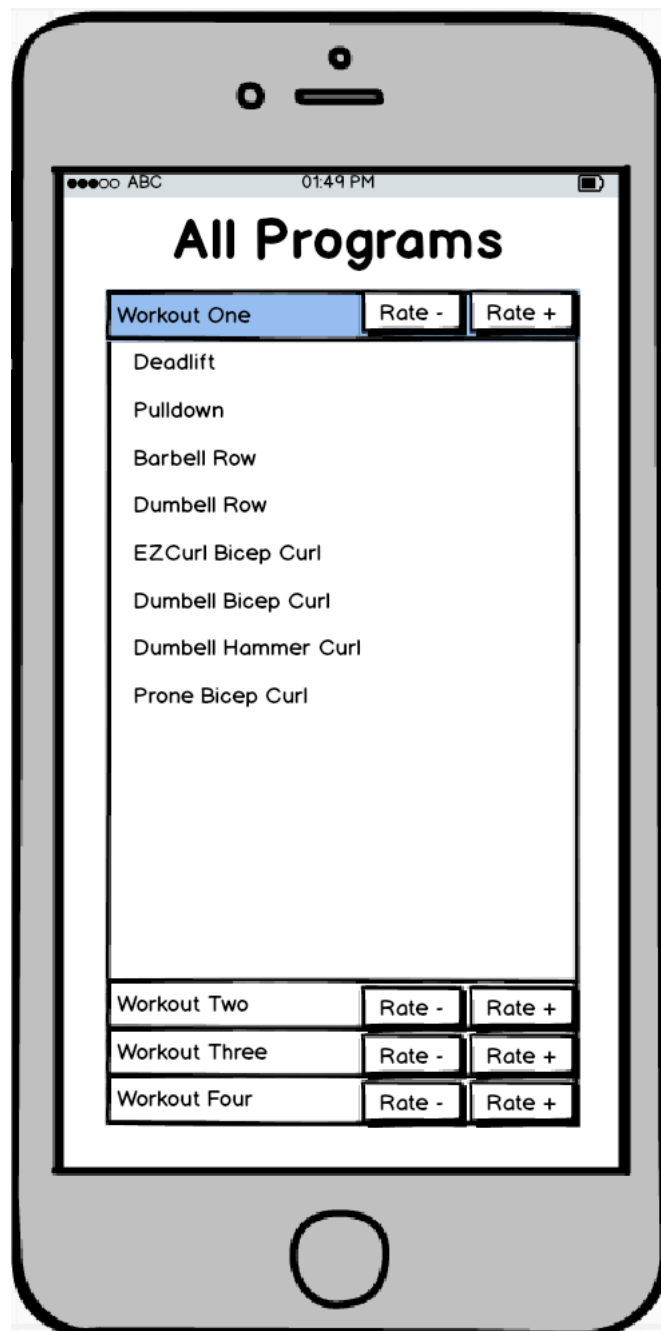 ABC 01:49 PM
All Programs
Workout One Rate - Rate +
Deadlift
Pulldown
Barbell Row
Dumbell Row
EZCurl Bicep Curl
Dumbell Bicep Curl
Dumbell Hammer Curl
Prone Bicep Curl
Workout Two Rate - Rate +
Workout Three Rate - Rate +
Workout Four Rate - Rate +